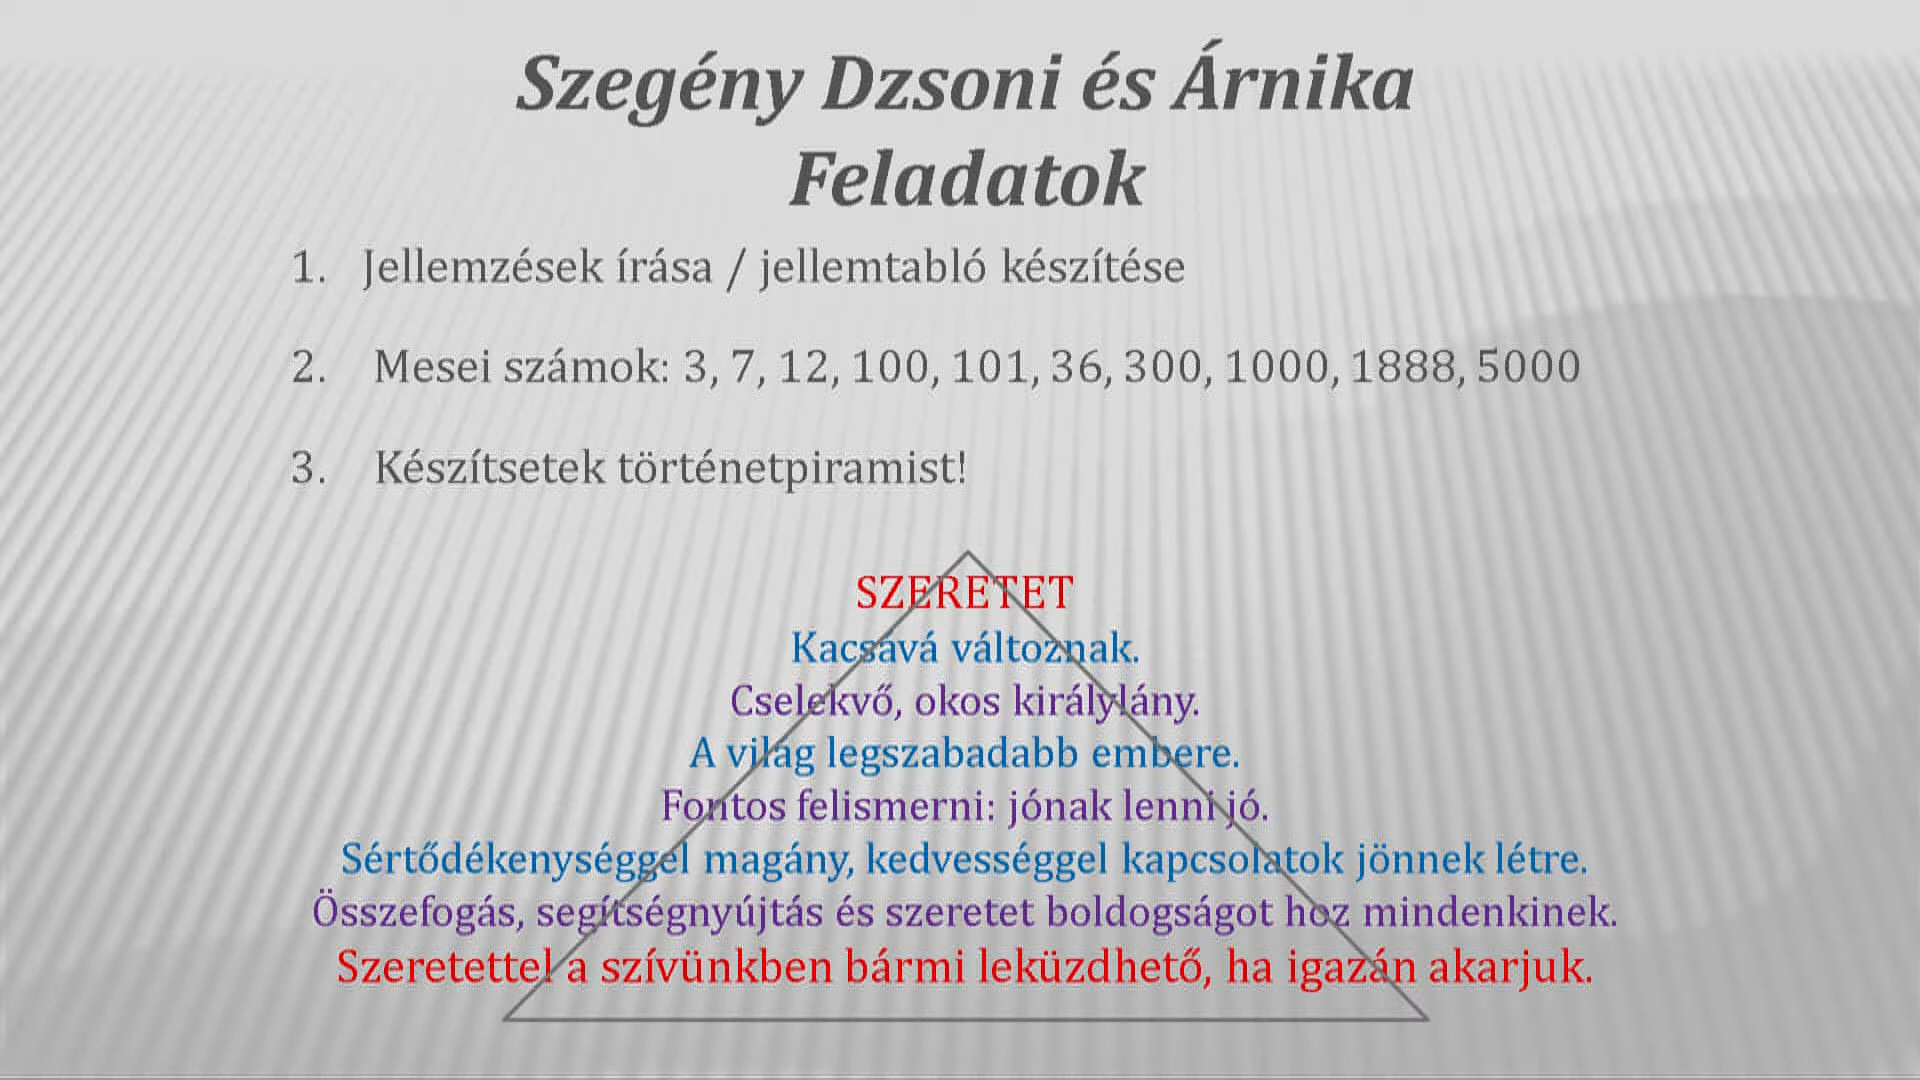 Szegény Dzsoni és Árnika
Feladatok
1. Jellemzések írása / jellemtabló készítése
2. Mesei számok: 3, 7, 12, 100, 101, 36, 300, 1000, 1888, 5000
3. Készítsetek történetpiramist!
SZERETET
Kacsává változnak.
Cselekvő, okos királylány.
A világ legszabadabb embere.
Fontos felismerni: jónak lenni jó.
Sértődékenységgel magány, kedvességgel kapcsolatok jönnek létre.
Összefogás, segítségnyújtás és szeretet boldogságot hoz mindenkinek.
Szeretettel a szívünkben bármi leküzdhető, ha igazán akarjuk.